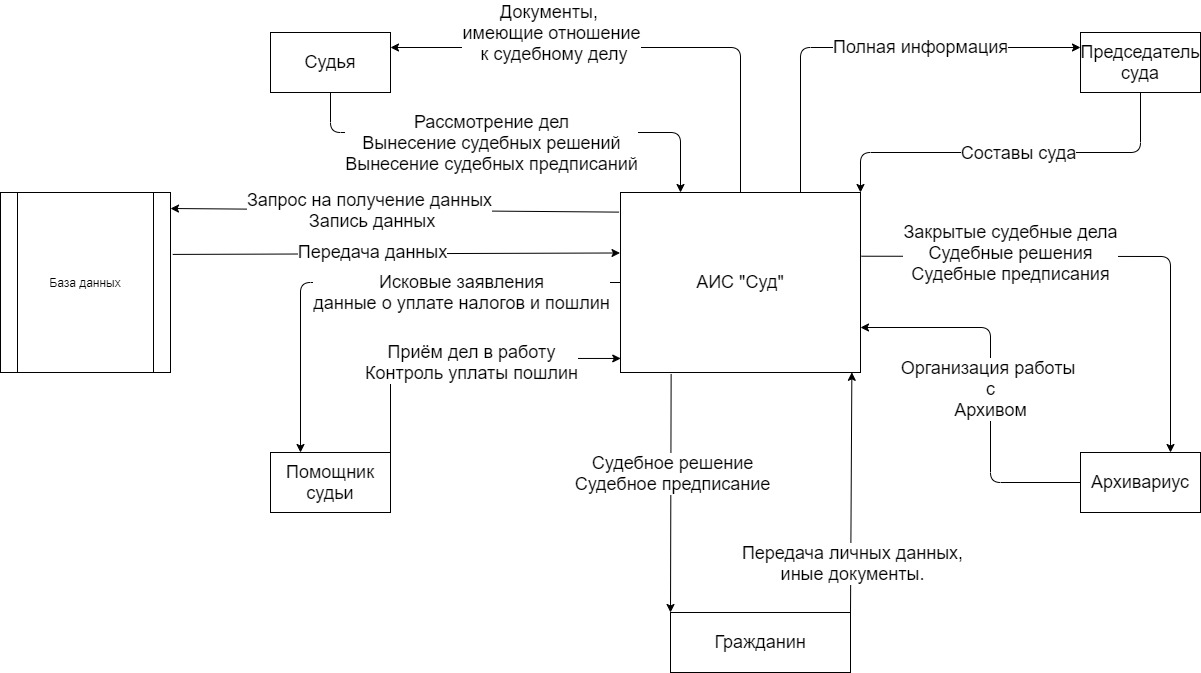 Документы,
имеющие отношение
к судебному делу
Судья
Полная информация
Председатель
суда
Рассмотрение дел
Вынесение судебных решений
Вынесение судебных предписаний
Составы суда
Запрос на получение данных
Запись данных
Передача данных
База данных
Исковые заявления
данные о уплате налогов и пошлин
АИС "Суд"
Закрытые судебные дела
Судебные решения
Судебные предписания
Приём дел в работу
Контроль уплаты пошлин
Организация работы
с
Архивом
Помощник
судьи
Судебное решение
Судебное предписание
Архивариус
Передача личных данных,
иные документы.
Гражданин